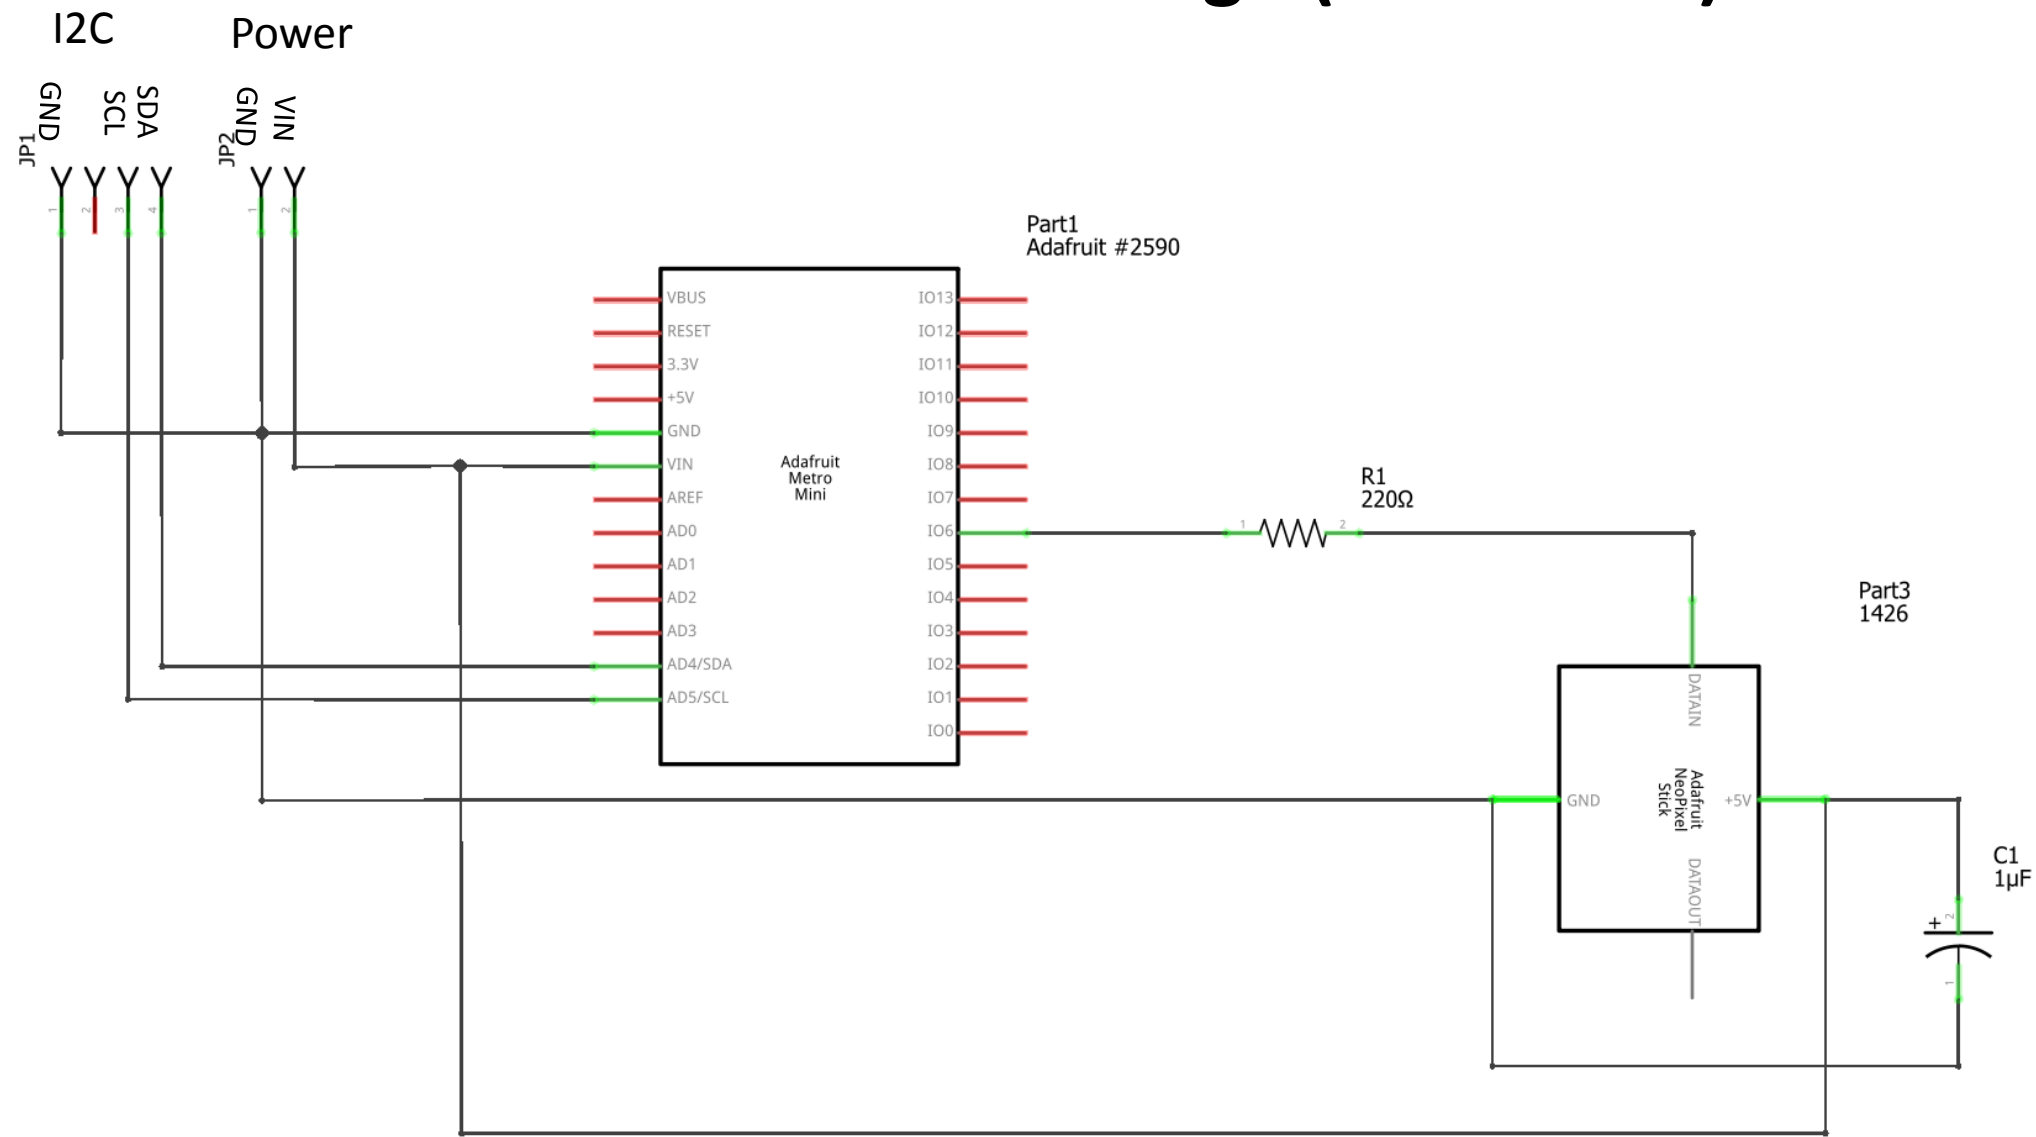 I2C
Power
GND
SCL
SDA
GND
VIN
JP1
JP2
1
2
3
4
1
2
Part1
Adafruit #2590
VBUS
RESET
3.3V
+5V
GND
VIN
AREF
AD0
AD1
AD2
AD3
AD4/SDA
AD5/SCL
Adafruit
Metro
Mini
IO13
IO12
IO11
IO10
IO9
IO8
IO7
IO6
IO5
IO4
IO3
IO2
IO1
IO0
R1
220Ω
1
2
Part3
1426
DATAIN
GND
Adafruit
NeoPixel
Stick
+5V
DATAOUT
C1
1µF
+
2
1